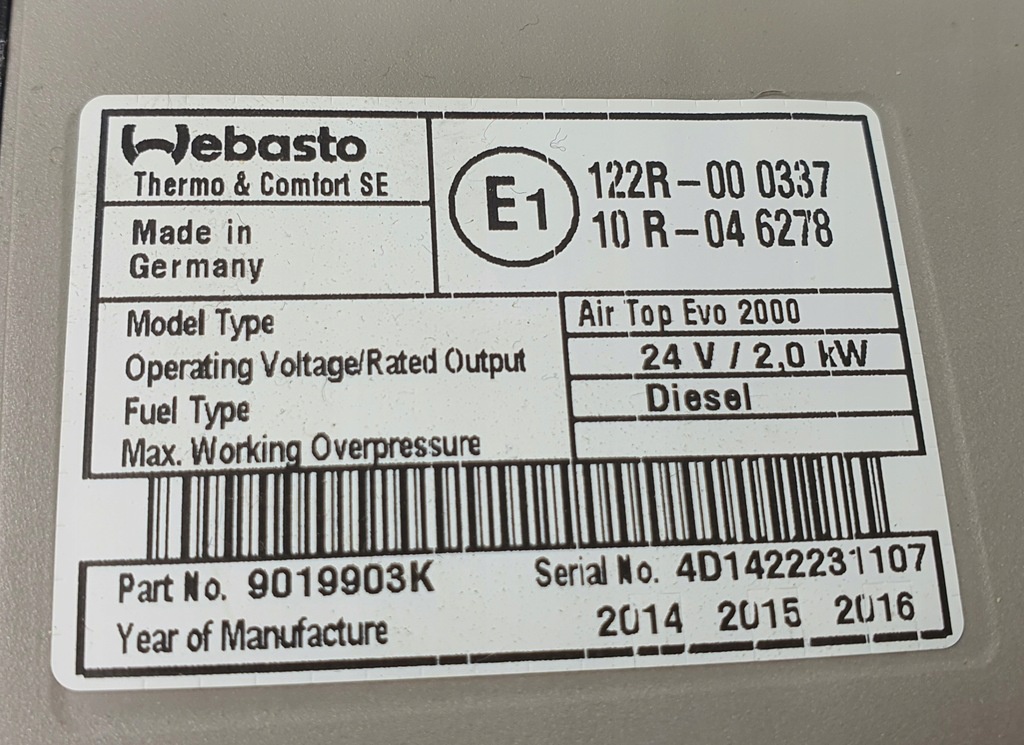 Webasto
Thermo & Comfort SE
Made in
Germany
E1
122R-00 0337
10 R-04 6278
Model Type Air Top Evo 2000
Operating Voltage/Rated Output 24 V / 2,0 kW
Fuel Type Diesel
Max. Working Overpressure
Part No. 9019903K Serial No. 4D1422231107
Year of Manufacture 2014 2015 2016